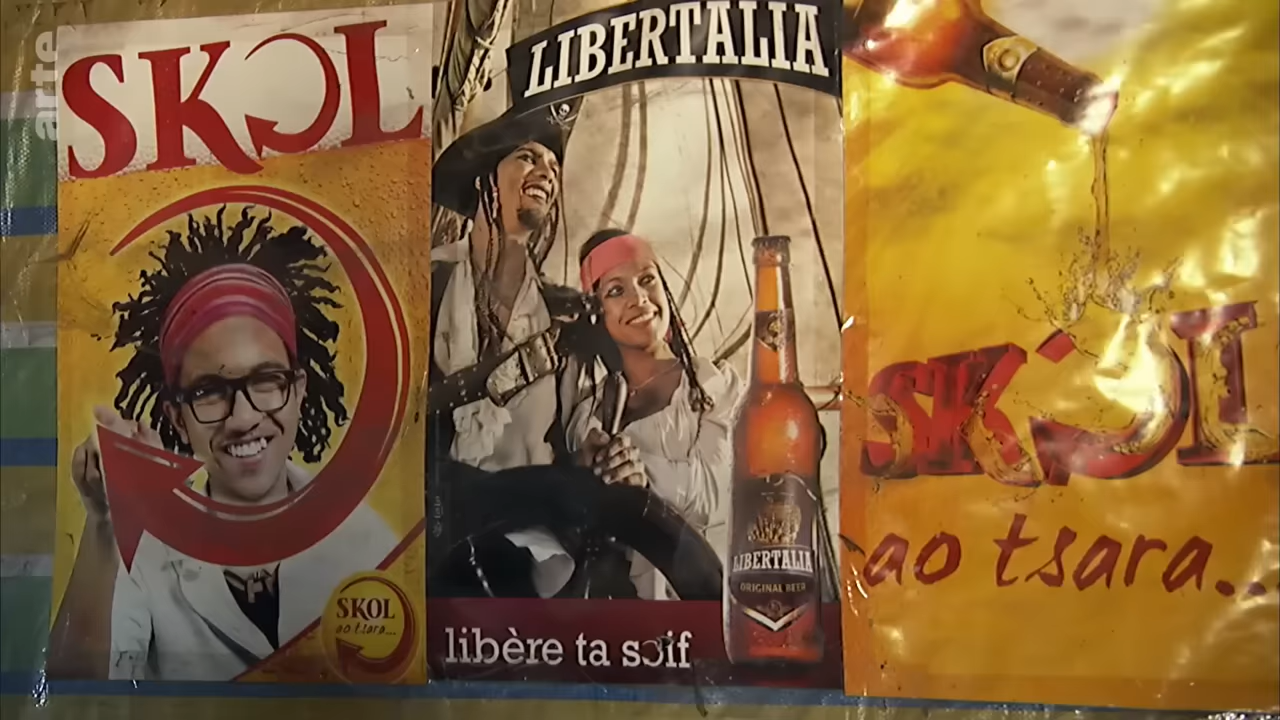 arte
SKOL
SKOL
ao tsara...
LIBERTALIA
LIBERTALIA
ORIGINAL BEER
libère ta soif
SKOL
ao tsara...